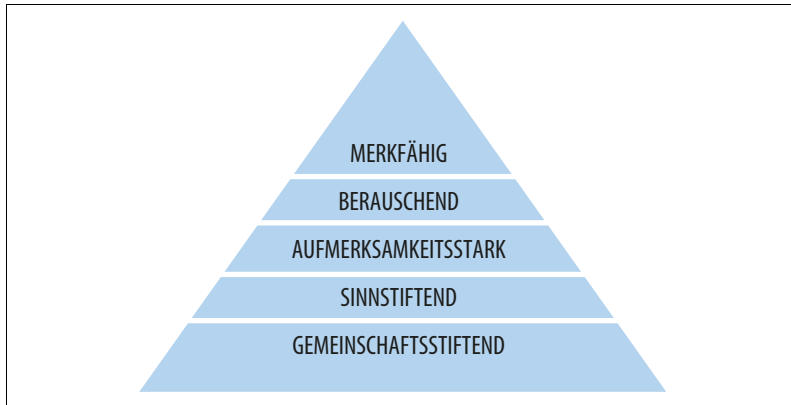 MERKFÄHIG
BERAUSCHEND
AUFMERKSAMKEITSSTARK
SINNSTIFTEND
GEMEINSCHAFTSSTIFTEND